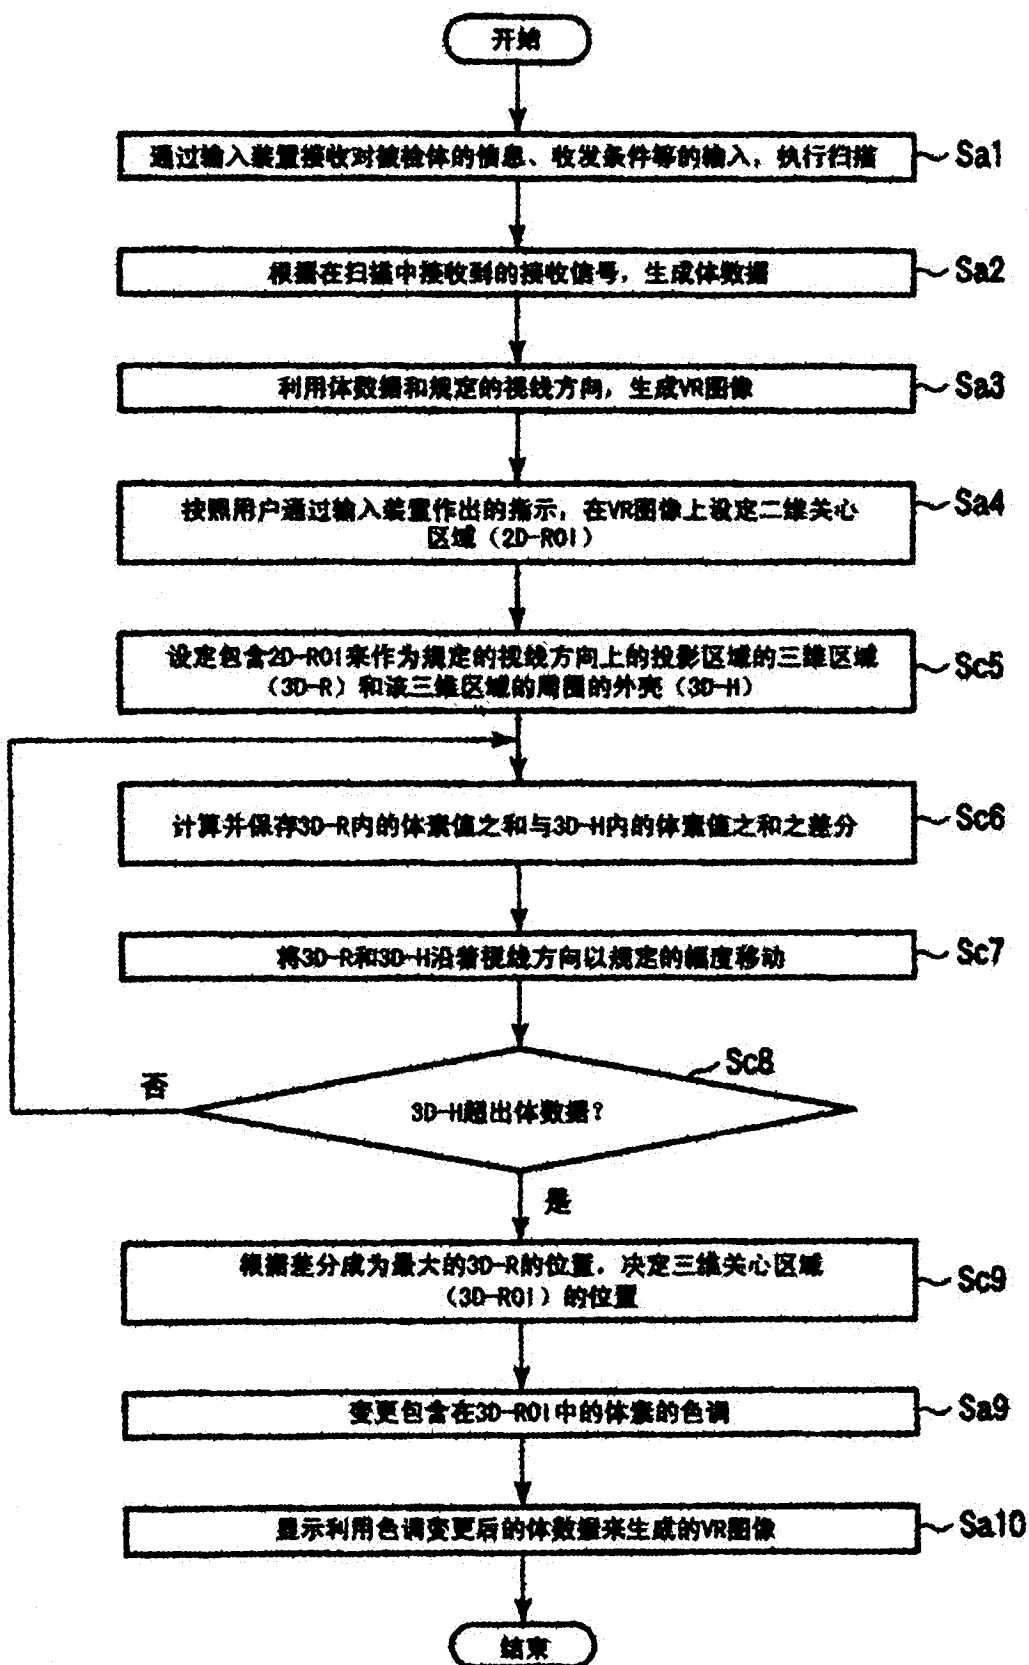 开始
通过输入装置接收对被检体的信息、收发条件等的输入，执行扫描
Sa1
根据在扫描中接收到的接收信号，生成体数据
Sa2
利用体数据和规定的视线方向，生成VR图像
Sa3
按照用户通过输入装置作出的指示，在VR图像上设定二维关心
区域（2D-ROI）
Sa4
设定包含2D-ROI来作为规定的视线方向上的投影区域的三维区域
（3D-R）和该三维区域的周围的外壳（3D-H）
Sc5
计算并保存3D-R内的体素值之和与3D-H内的体素值之和之差分
Sc6
将3D-R和3D-H沿着视线方向以规定的幅度移动
Sc7
Sc8
否
3D-H超出体数据？
是
根据差分成为最大的3D-R的位置，决定三维关心区域
（3D-ROI）的位置
Sc9
变更包含在3D-ROI中的体素的色调
Sa9
显示利用色调变更后的体数据来生成的VR图像
Sa10
结束